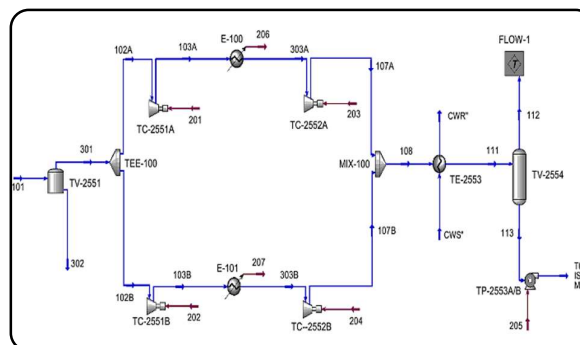 206
FLOW-1
102A
103A
E-100
303A
107A
TC-2551A
201
TC-2552A
203
112
301
CWR"
101
TV-2551
TEE-100
MIX-100
108
111
TE-2553
TV-2554
302
102B
103B
E-101
207
303B
107B
CWS"
113
TC-2551B
202
TC--2552B
204
TP-2553A/B
205